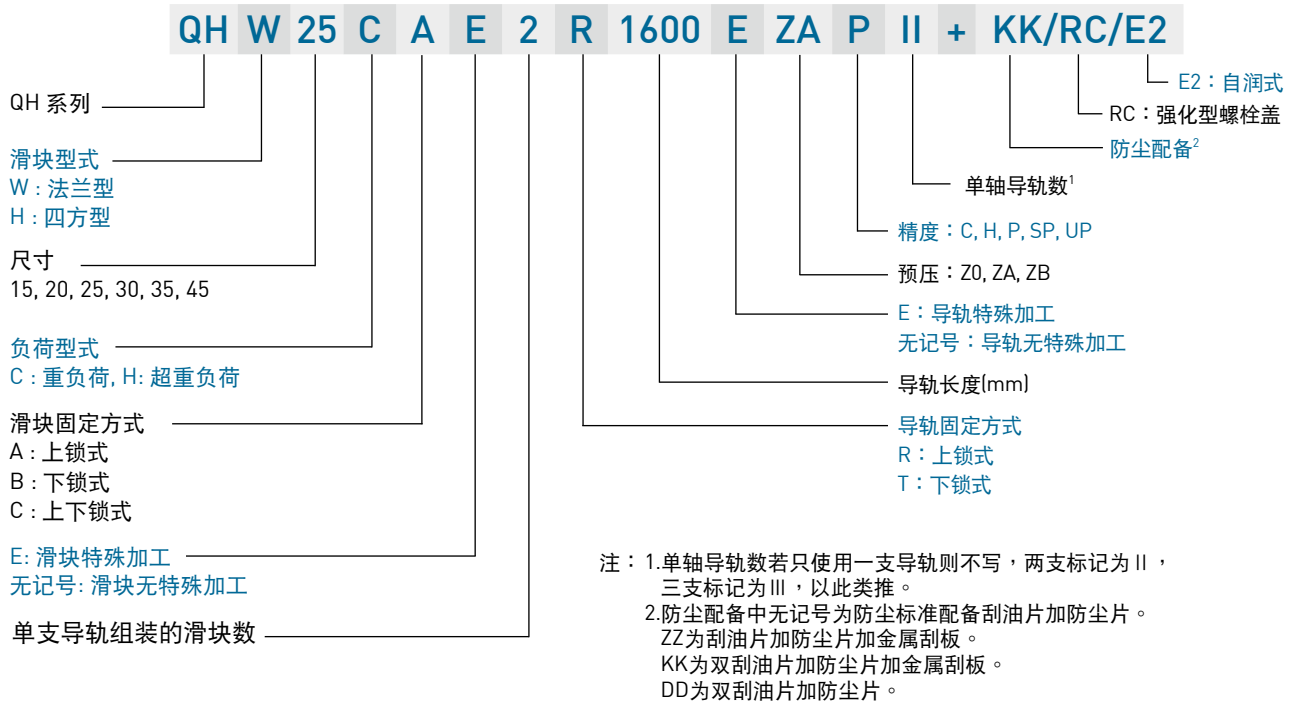 QH W 25 C A E 2 R 1600 E ZA P II + KK/RC/E2
QH 系列
滑块型式
W : 法兰型
H : 四方型
尺寸
15, 20, 25, 30, 35, 45
负荷型式
C : 重负荷, H: 超重负荷
滑块固定方式
A : 上锁式
B : 下锁式
C : 上下锁式
E: 滑块特殊加工
无记号: 滑块无特殊加工
单支导轨组装的滑块数
E2：自润式
RC：强化型螺栓盖
防尘配备²
单轴导轨数¹
精度：C, H, P, SP, UP
预压：Z0, ZA, ZB
E：导轨特殊加工
无记号：导轨无特殊加工
导轨长度(mm)
导轨固定方式
R：上锁式
T：下锁式
注： 1.单轴导轨数若只使用一支导轨则不写，两支标记为 II ，
三支标记为III ，以此类推。
2.防尘配备中无记号为防尘标准配备刮油片加防尘片。
ZZ为刮油片加防尘片加金属刮板。
KK为双刮油片加防尘片加金属刮板。
DD为双刮油片加防尘片。